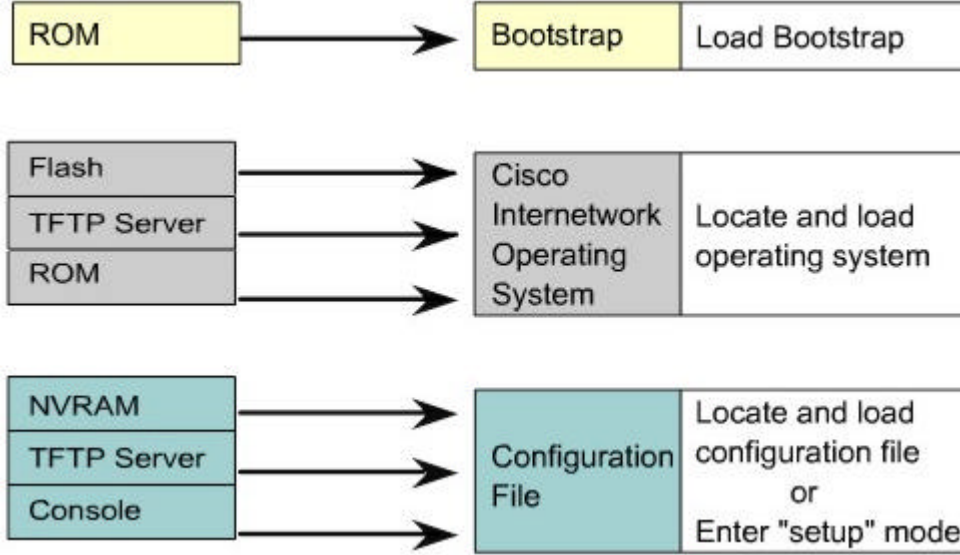 ROM
Bootstrap
Load Bootstrap
Flash
TFTP Server
ROM
Cisco
Internetwork
Operating
System
Locate and load
operating system
NVRAM
TFTP Server
Console
Configuration
File
Locate and load
configuration file
or
Enter "setup" mode